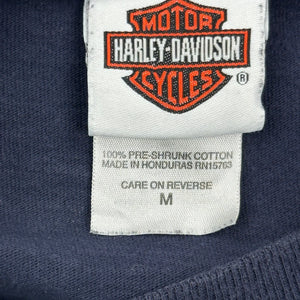 MOTOR
HARLEY-DAVIDSON
CYCLES
®
100% PRE-SHRUNK COTTON
MADE IN HONDURAS RN15763
CARE ON REVERSE
M